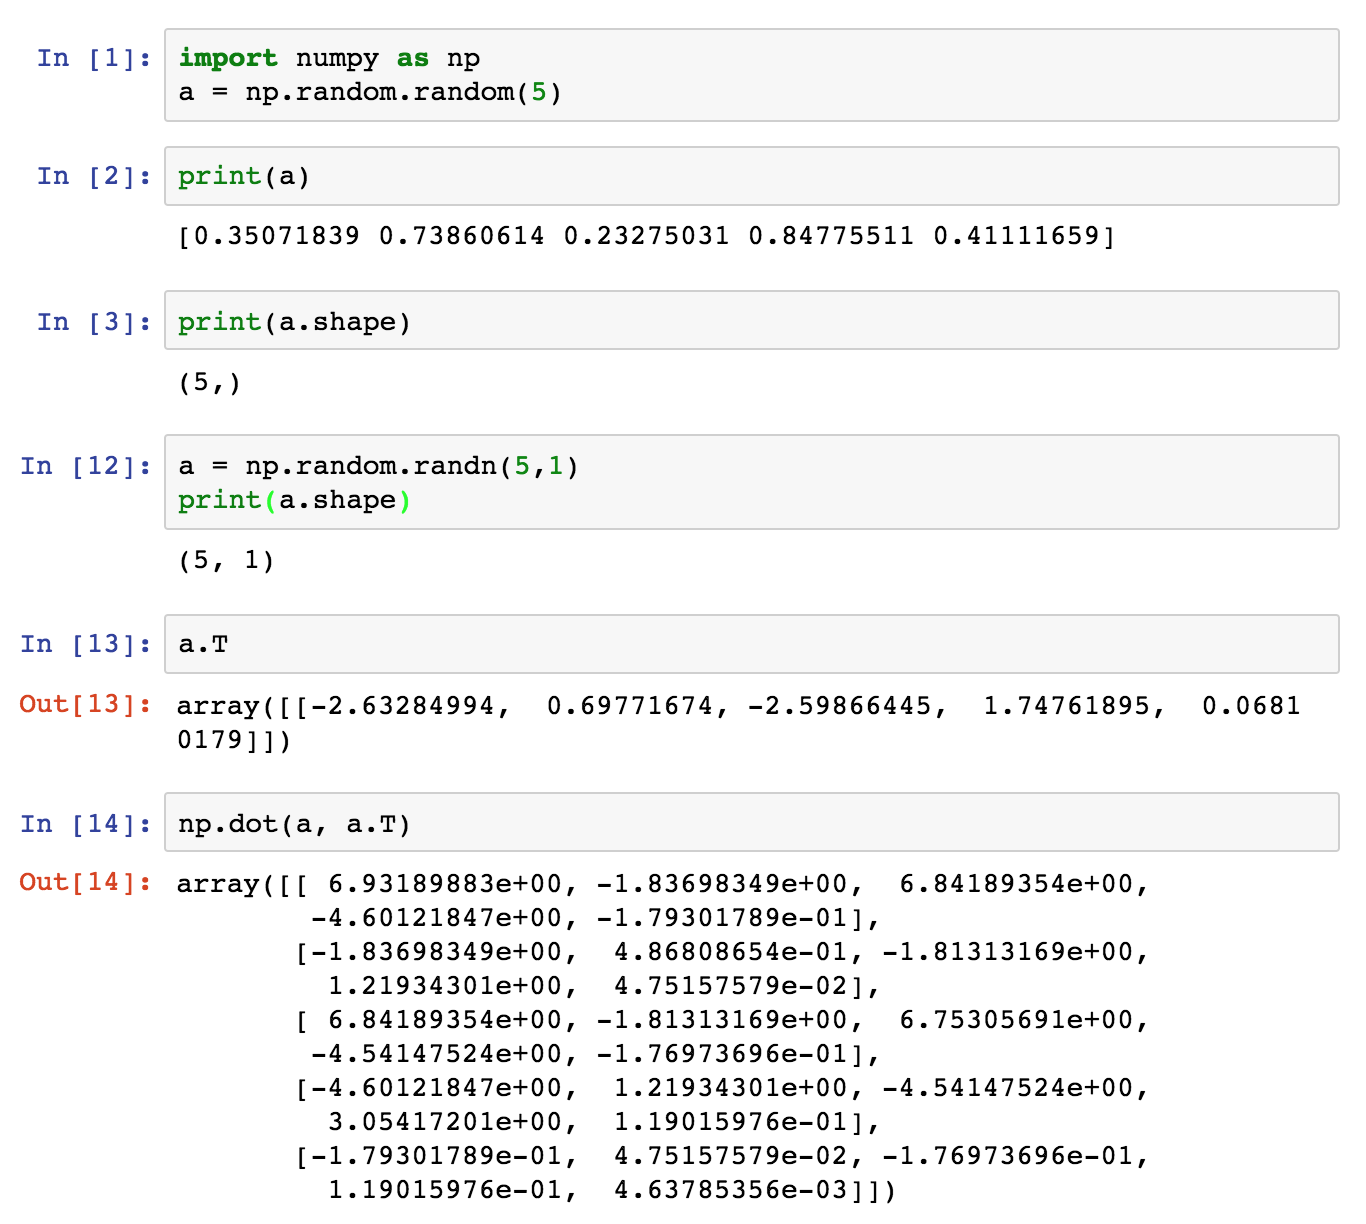 In [1]: import numpy as np
a = np.random.random(5)
In [2]: print(a)
[0.35071839 0.73860614 0.23275031 0.84775511 0.41111659]
In [3]: print(a.shape)
(5,)
In [12]: a = np.random.randn(5,1)
print(a.shape)
(5, 1)
In [13]: a.T
Out[13]: array([[-2.63284994,  0.69771674, -2.59866445,  1.74761895,  0.0681
0179]])
In [14]: np.dot(a, a.T)
Out[14]: array([[ 6.93189883e+00, -1.83698349e+00,  6.84189354e+00,
-4.60121847e+00, -1.79301789e-01],
[-1.83698349e+00,  4.86808654e-01, -1.81313169e+00,
1.21934301e+00,  4.75157579e-02],
[ 6.84189354e+00, -1.81313169e+00,  6.75305691e+00,
-4.54147524e+00, -1.76973696e-01],
[-4.60121847e+00,  1.21934301e+00, -4.54147524e+00,
3.05417201e+00,  1.19015976e-01],
[-1.79301789e-01,  4.75157579e-02, -1.76973696e-01,
1.19015976e-01,  4.63785356e-03]])